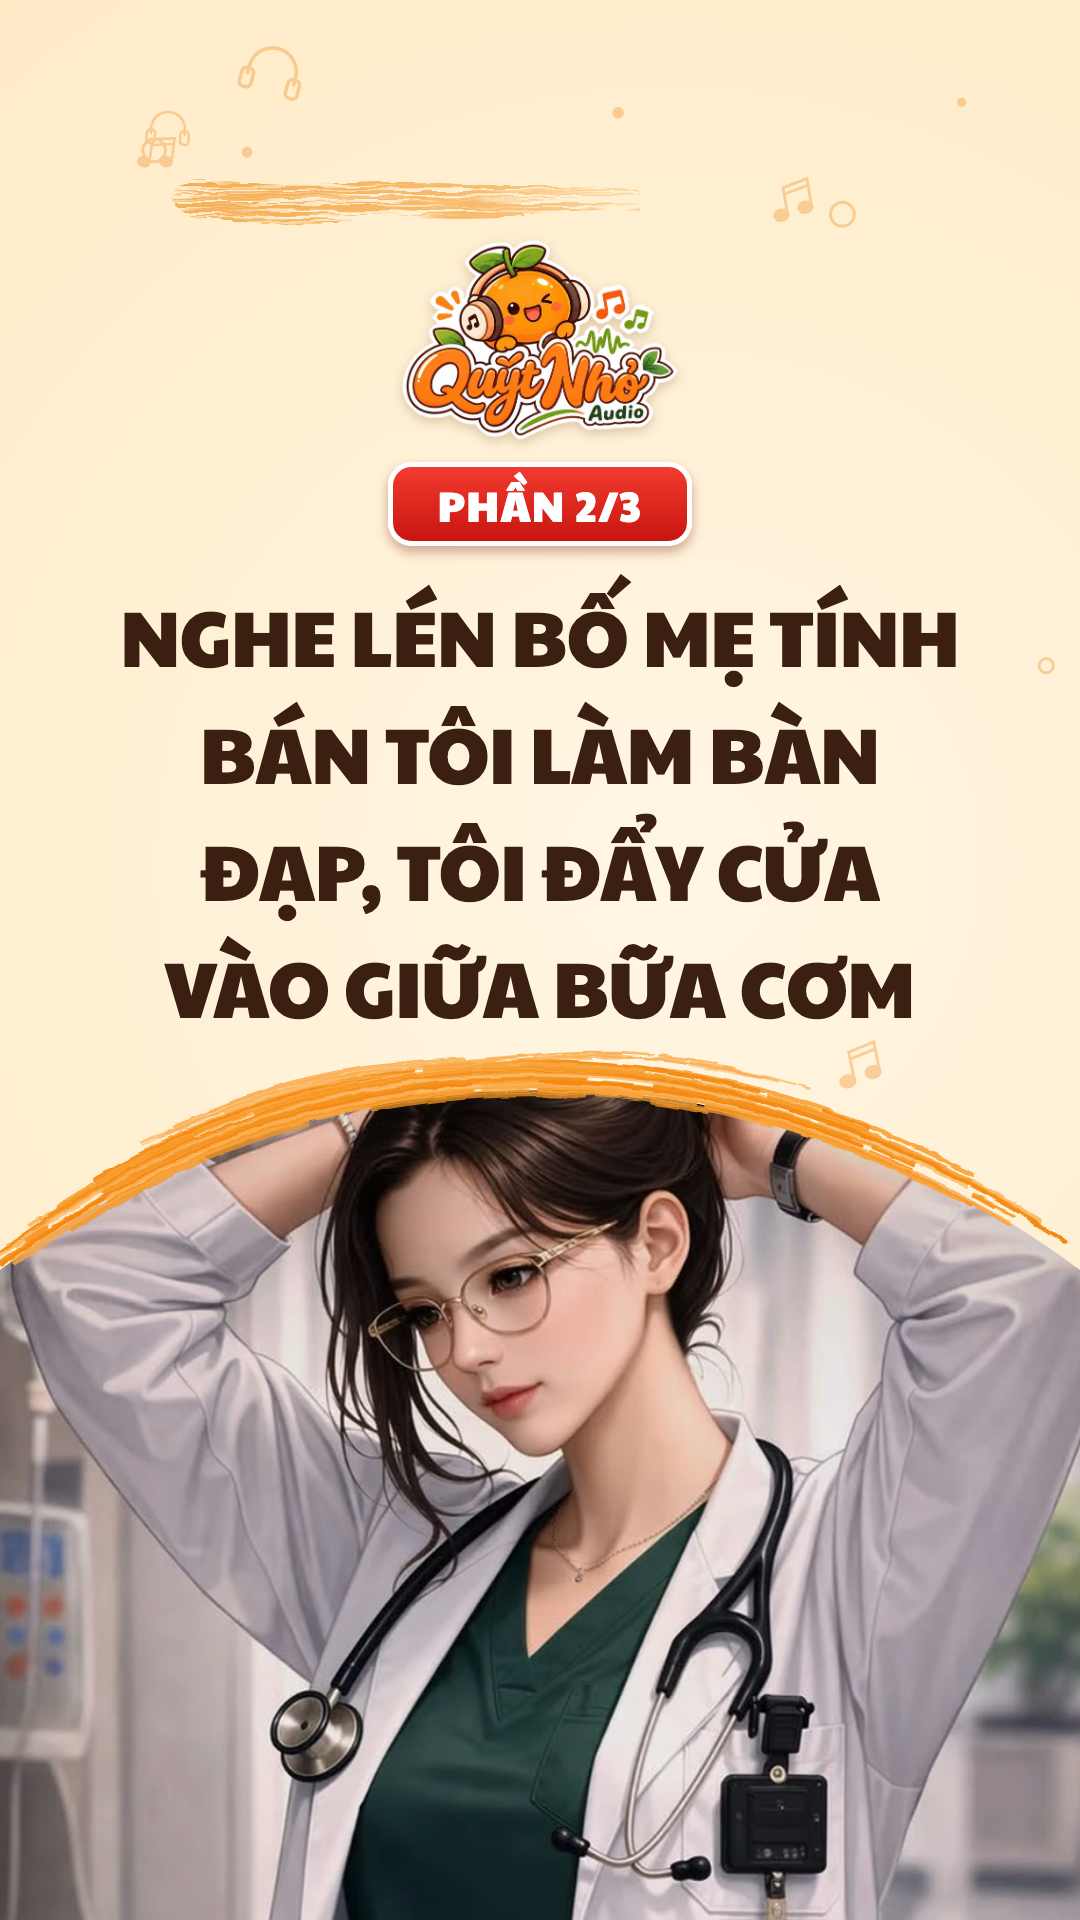 Quýt Nhỏ
Audio
PHẦN 2/3
NGHE LÉN BỐ MẸ TÍNH
BÁN TÔI LÀM BÀN
ĐẠP, TÔI ĐẨY CỬA
VÀO GIỮA BỮA CƠM